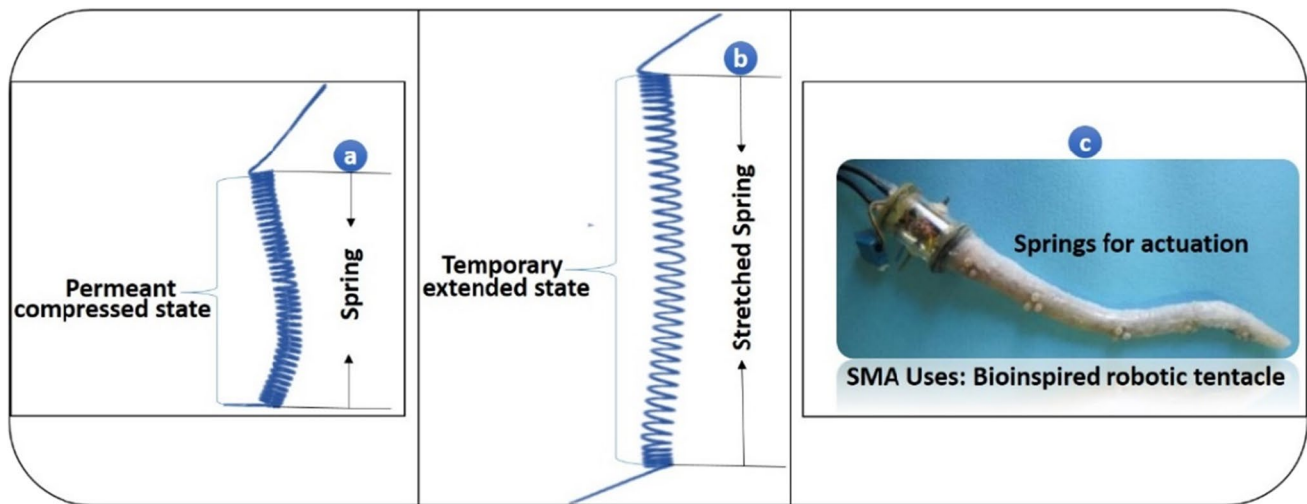 a
Permeant
compressed state
Spring
b
Temporary
extended state
Stretched Spring
c
Springs for actuation
SMA Uses: Bioinspired robotic tentacle